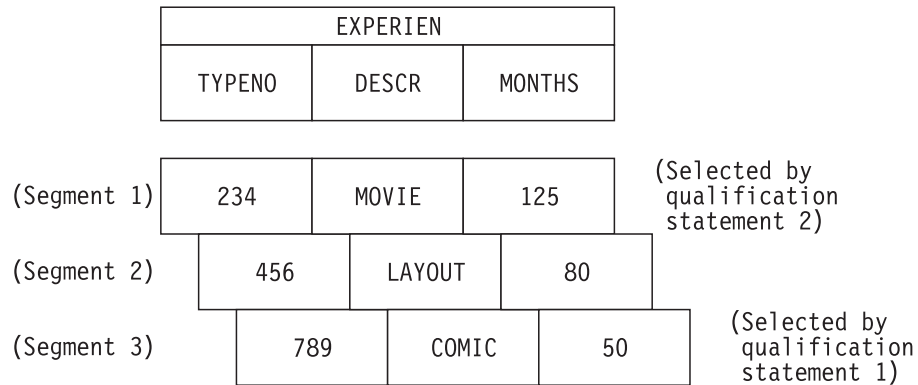 EXPERIEN
TYPENO DESCR MONTHS
(Segment 1) 234 MOVIE 125
(Selected by
qualification
statement 2)
(Segment 2) 456 LAYOUT 80
(Segment 3) 789 COMIC 50
(Selected by
qualification
statement 1)